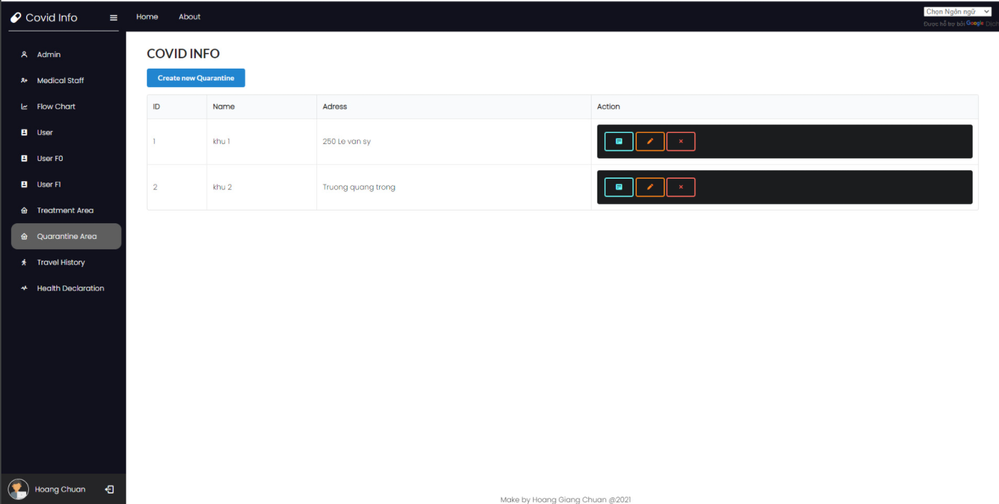 Covid Info
Home About
Chọn Ngôn ngữ
Được hỗ trợ bởi Google Dịch
Admin
Medical Staff
Flow Chart
User
User F0
User F1
Treatment Area
Quarantine Area
Travel History
Health Declaration
Hoang Chuan
COVID INFO
Create new Quarantine
ID Name Adress Action
1 khu 1 250 Le van sy
2 khu 2 Truong quang trong
Make by Hoang Giang Chuan @2021